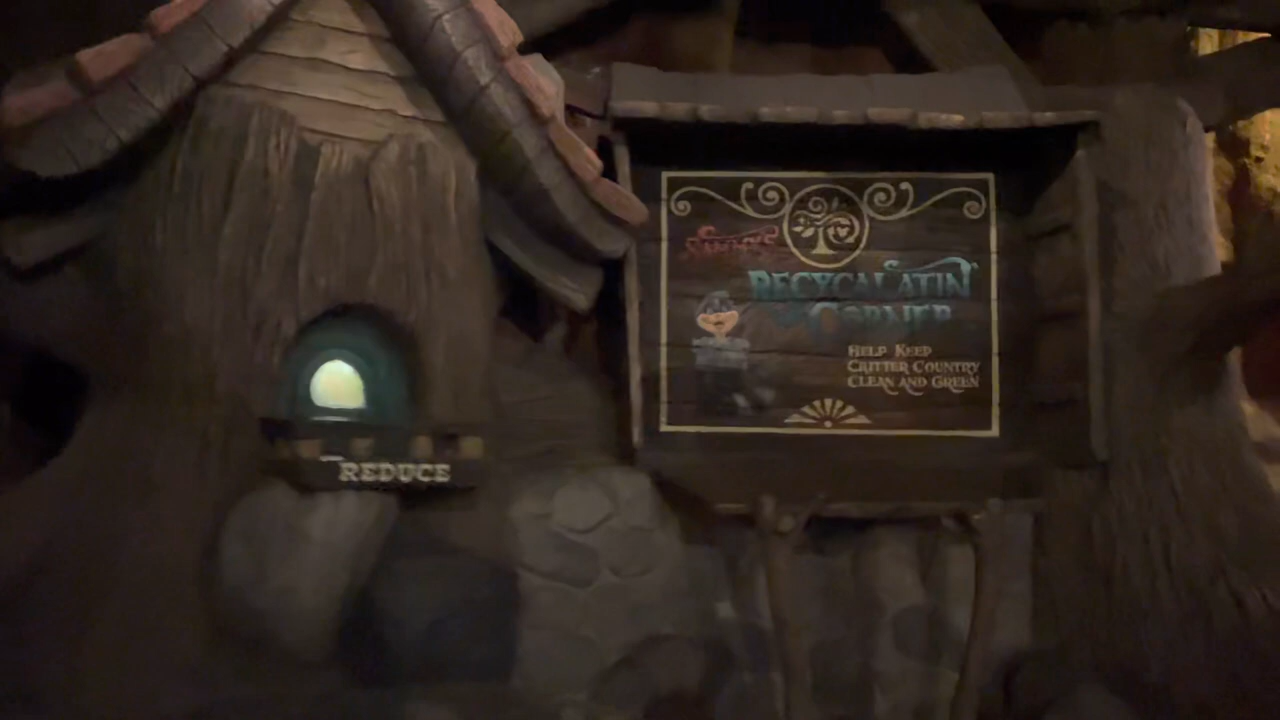 REDUCE
RECYCALATIN'
CORNER
HELP KEEP
CRITTER COUNTRY
CLEAN AND GREEN